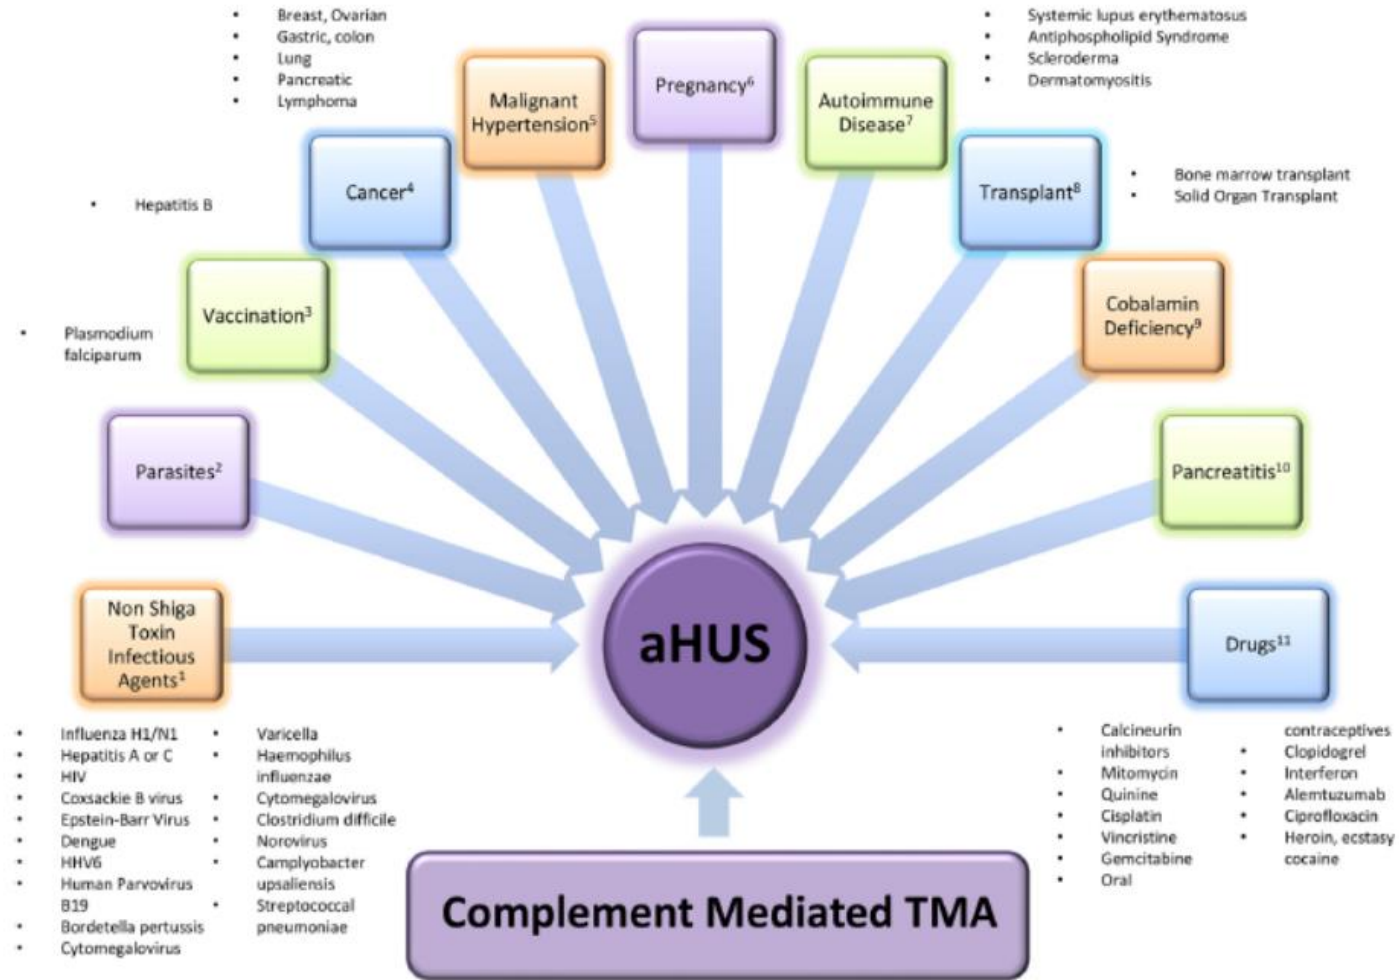 Breast, Ovarian
Gastric, colon
Lung
Pancreatic
Lymphoma
Malignant
Hypertension⁵
Pregnancy⁶
Autoimmune
Disease⁷
Systemic lupus erythematosus
Antiphospholipid Syndrome
Scleroderma
Dermatomyositis
Hepatitis B
Cancer⁴
Transplant⁸
Bone marrow transplant
Solid Organ Transplant
Plasmodium
falciparum
Vaccination³
Cobalamin
Deficiency⁹
Parasites²
Pancreatitis¹⁰
Non Shiga
Toxin
Infectious
Agents¹
aHUS
Drugs¹¹
Influenza H1/N1
Hepatitis A or C
HIV
Coxsackie B virus
Epstein-Barr Virus
Dengue
HHV6
Human Parvovirus
B19
Bordetella pertussis
Cytomegalovirus
Varicella
Haemophilus
influenzae
Cytomegalovirus
Clostridium difficile
Norovirus
Camplyobacter
upsaliensis
Streptococcal
pneumoniae
Complement Mediated TMA
Calcineurin
inhibitors
Mitomycin
Quinine
Cisplatin
Vincristine
Gemcitabine
Oral
contraceptives
Clopidogrel
Interferon
Alemtuzumab
Ciprofloxacin
Heroin, ecstasy
cocaine